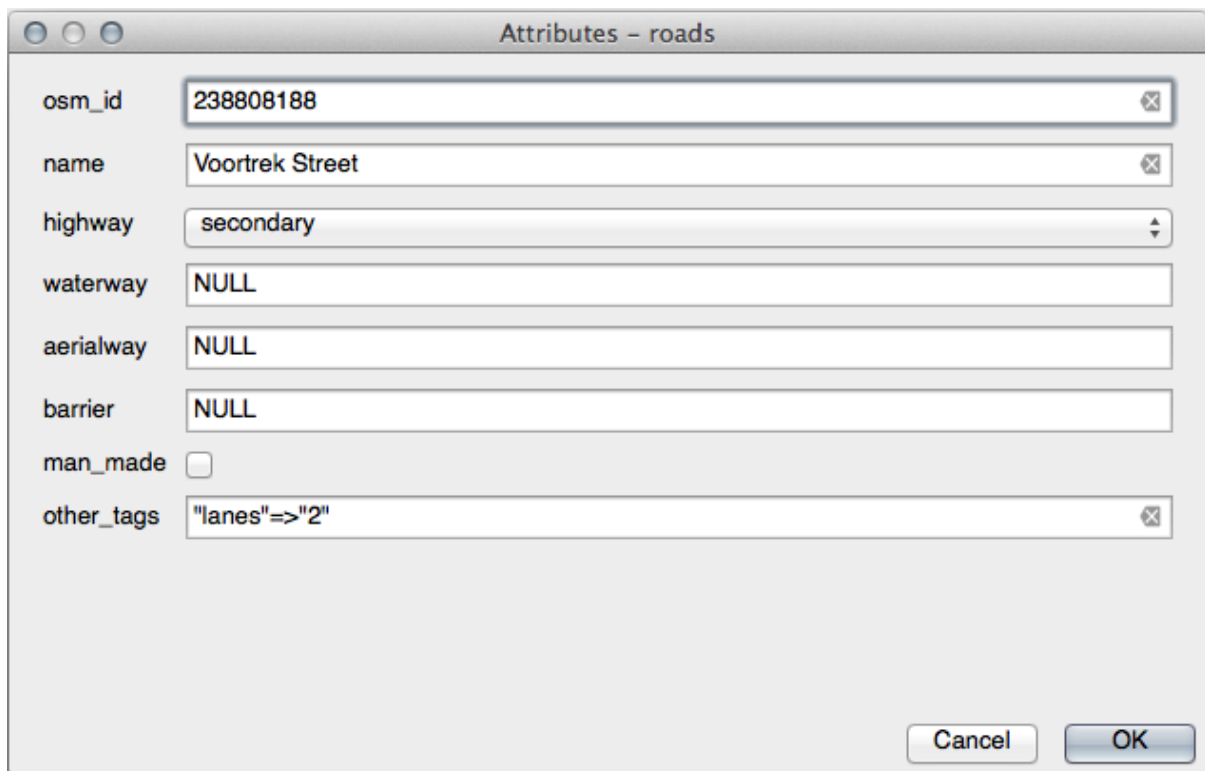 Attributes – roads
osm_id 238808188
name Voortrek Street
highway secondary
waterway NULL
aerialway NULL
barrier NULL
man_made
other_tags "lanes"=>"2"
Cancel OK